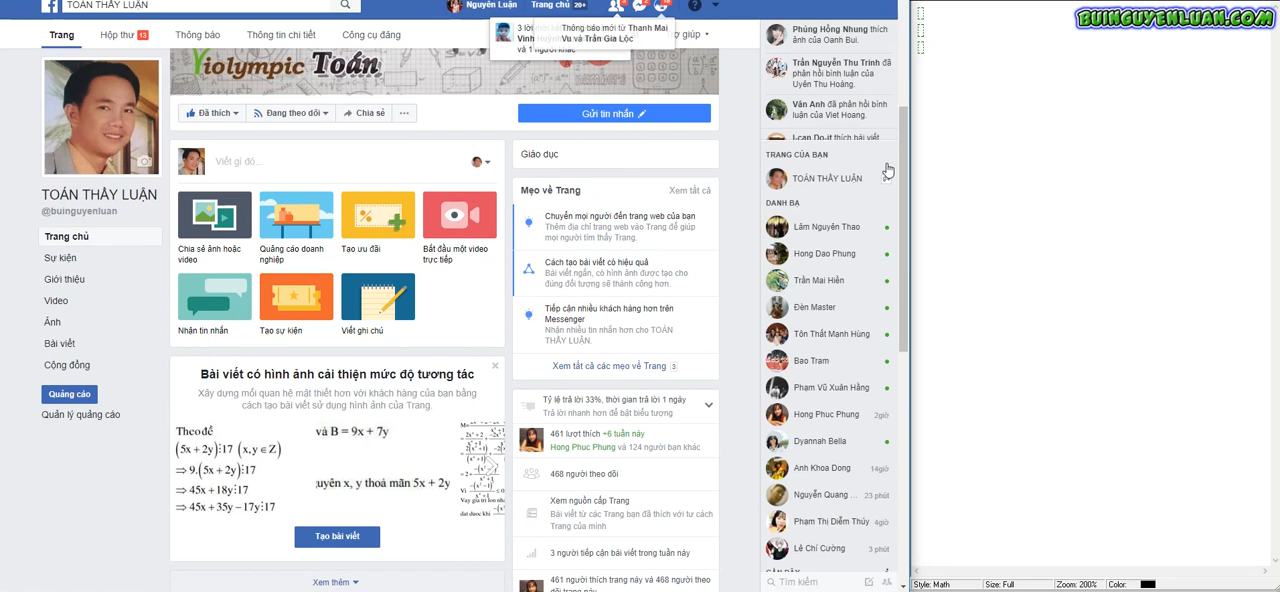 TOÁN THẦY LUẬN
Nguyên Luận
Trang chủ 20+
BUINGUYENLUAN.COM
Trang
Hộp thư 13
Thông báo
Thông tin chi tiết
Công cụ đăng
Thông báo mới từ Thanh Mai
Vu và Trần Gia Lộc
và 1 người khác
Violympic Toán
Đã thích
Đang theo dõi
Chia sẻ
Gửi tin nhắn
TOÁN THẦY LUẬN
@buinguyenluan
Trang chủ
Sự kiện
Giới thiệu
Video
Ảnh
Bài viết
Cộng đồng
Quảng cáo
Quản lý quảng cáo
Viết gì đó...
Chia sẻ ảnh hoặc
video
Quảng cáo doanh
nghiệp
Tạo ưu đãi
Bắt đầu một video
trực tiếp
Nhận tin nhắn
Tạo sự kiện
Viết ghi chú
Bài viết có hình ảnh cải thiện mức độ tương tác
Xây dựng mối quan hệ mật thiết hơn với khách hàng của bạn bằng
cách tạo bài viết sử dụng hình ảnh của Trang.
Theo đề
(5x + 2y)⋮17 (x,y∈Z)
⇒ 9.(5x + 2y)⋮17
⇒ 45x + 18y⋮17
⇒ 45x + 35y − 17y⋮17
và B = 9x + 7y
guyên x, y thoả mãn 5x + 2y
Tạo bài viết
Xem thêm
Giáo dục
Mẹo về Trang
Xem tất cả
Chuyển mọi người đến trang web của bạn
Thêm địa chỉ trang web vào Trang để giúp
mọi người tìm thấy Trang.
Cách tạo bài viết có hiệu quả
Bài viết ngắn, có hình ảnh được tạo cho
đúng đối tượng sẽ thành công hơn.
Tiếp cận nhiều khách hàng hơn trên
Messenger
Nhận nhiều tin nhắn hơn cho TOÁN
THẦY LUẬN.
Xem tất cả các mẹo về Trang 3
Tỷ lệ trả lời 33%, thời gian trả lời 1 ngày
Trả lời nhanh hơn để bật biểu tượng
461 lượt thích +6 tuần này
Hong Phuc Phung và 124 người bạn khác
468 người theo dõi
Xem nguồn cấp Trang
Bài viết từ các Trang bạn đã thích với tư cách
Trang của mình
3 người tiếp cận bài viết trong tuần này
461 người thích trang này và 468 người theo
Phùng Hồng Nhung thích
ảnh của Oanh Bui.
Trần Nguyễn Thu Trinh đã
phản hồi bình luận của
Uyên Thu Hoàng.
Vân Anh đã phản hồi bình
luận của Viet Hoang.
I-can Do-it thích bài viết
TRANG CỦA BẠN
TOÁN THẦY LUẬN
DANH BẠ
Lâm Nguyên Thao
Hong Dao Phung
Trần Mai Hiền
Đèn Master
Tôn Thất Mạnh Hùng
Bao Tram
Phạm Vũ Xuân Hằng
Hong Phuc Phung 2giờ
Dyannah Bella
Anh Khoa Dong 14giờ
Nguyễn Quang ... 23 phút
Phạm Thị Diễm Thúy 4giờ
Lê Chí Cường 3 phút
Tìm kiếm
Style: Math
Size: Full
Zoom: 200%
Color: